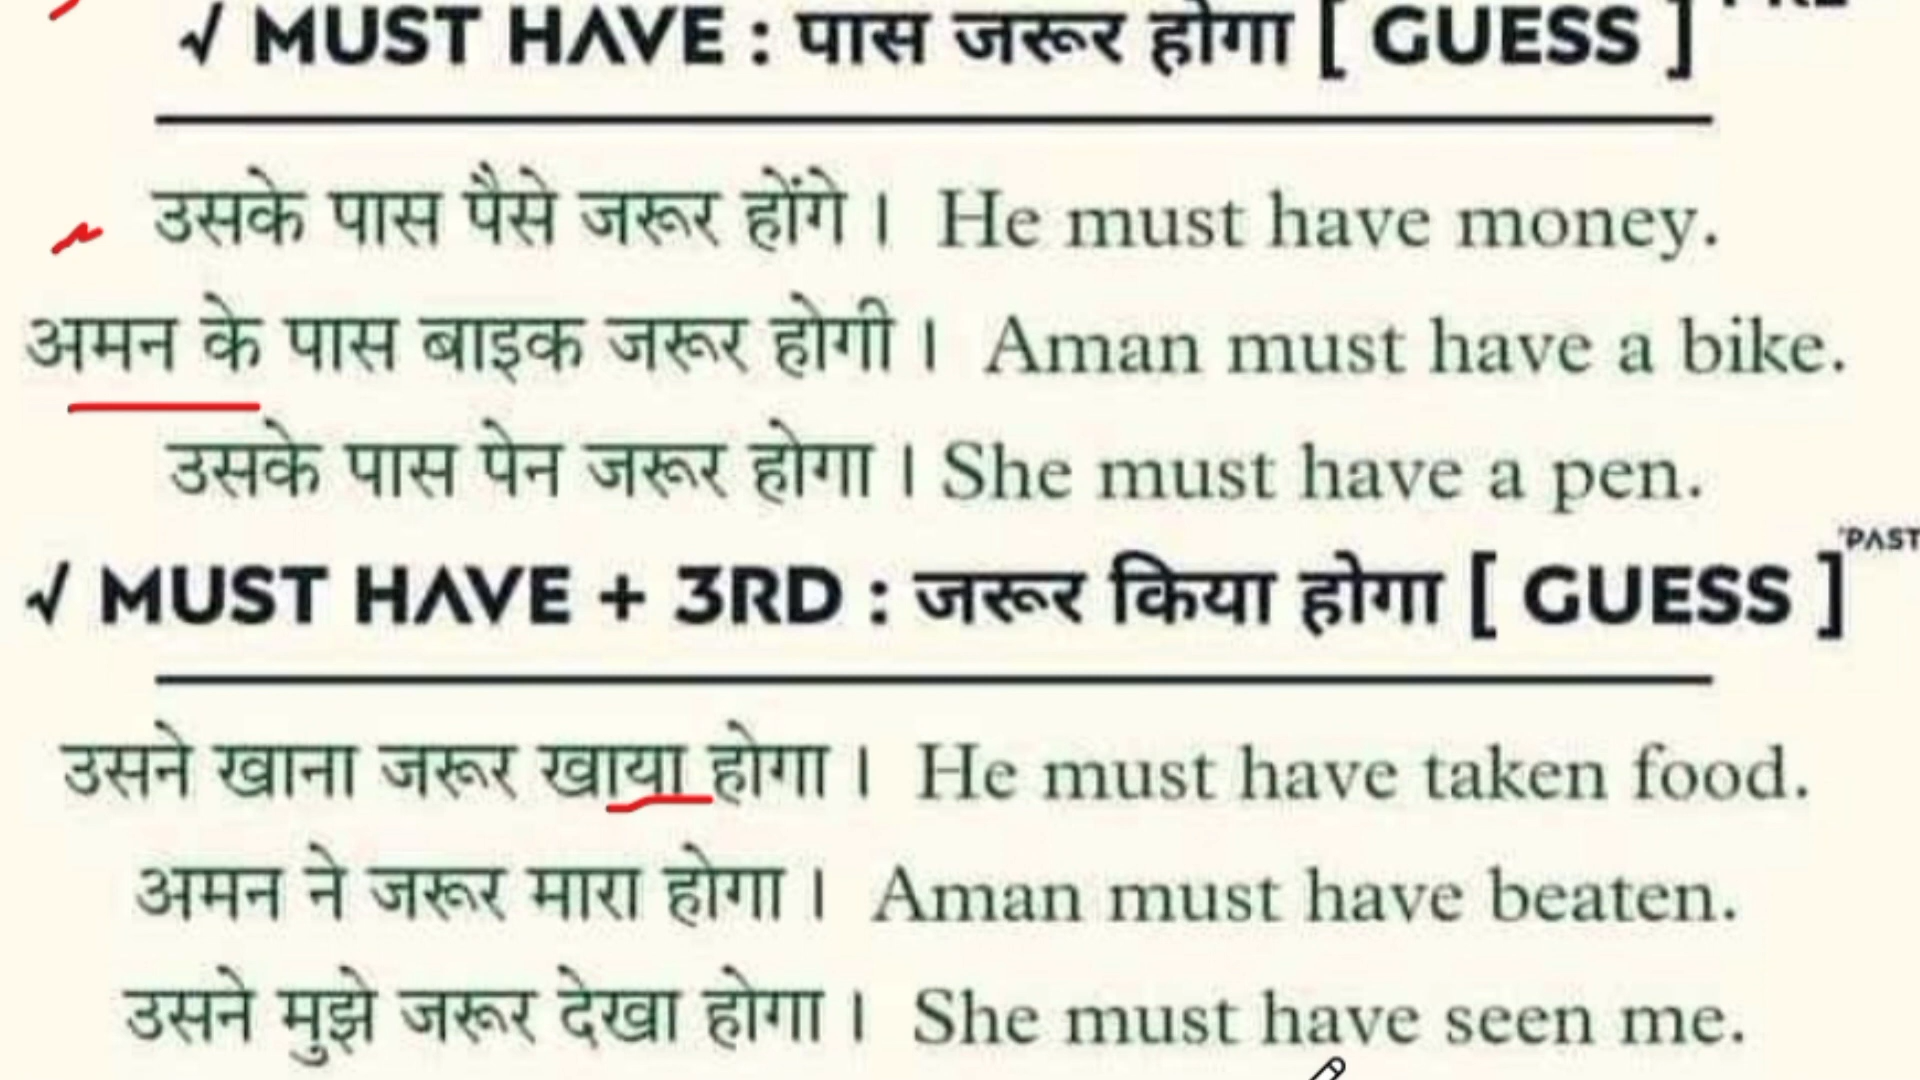 √ MUST HAVE : पास जरूर होगा [ GUESS ]
उसके पास पैसे जरूर होंगे । He must have money.
अमन के पास बाइक जरूर होगी । Aman must have a bike.
उसके पास पेन जरूर होगा । She must have a pen.
√ MUST HAVE + 3RD : जरूर किया होगा [ GUESS ] PAST
उसने खाना जरूर खाया होगा । He must have taken food.
अमन ने जरूर मारा होगा । Aman must have beaten.
उसने मुझे जरूर देखा होगा । She must have seen me.